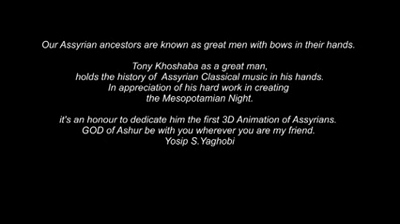 Our Assyrian ancestors are known as great men with bows in their hands.
Tony Khoshaba as a great man,
holds the history of Assyrian Classical music in his hands.
In appreciation of his hard work in creating
the Mesopotamian Night.
it's an honour to dedicate him the first 3D Animation of Assyrians.
GOD of Ashur be with you wherever you are my friend.
Yosip S.Yaghobi